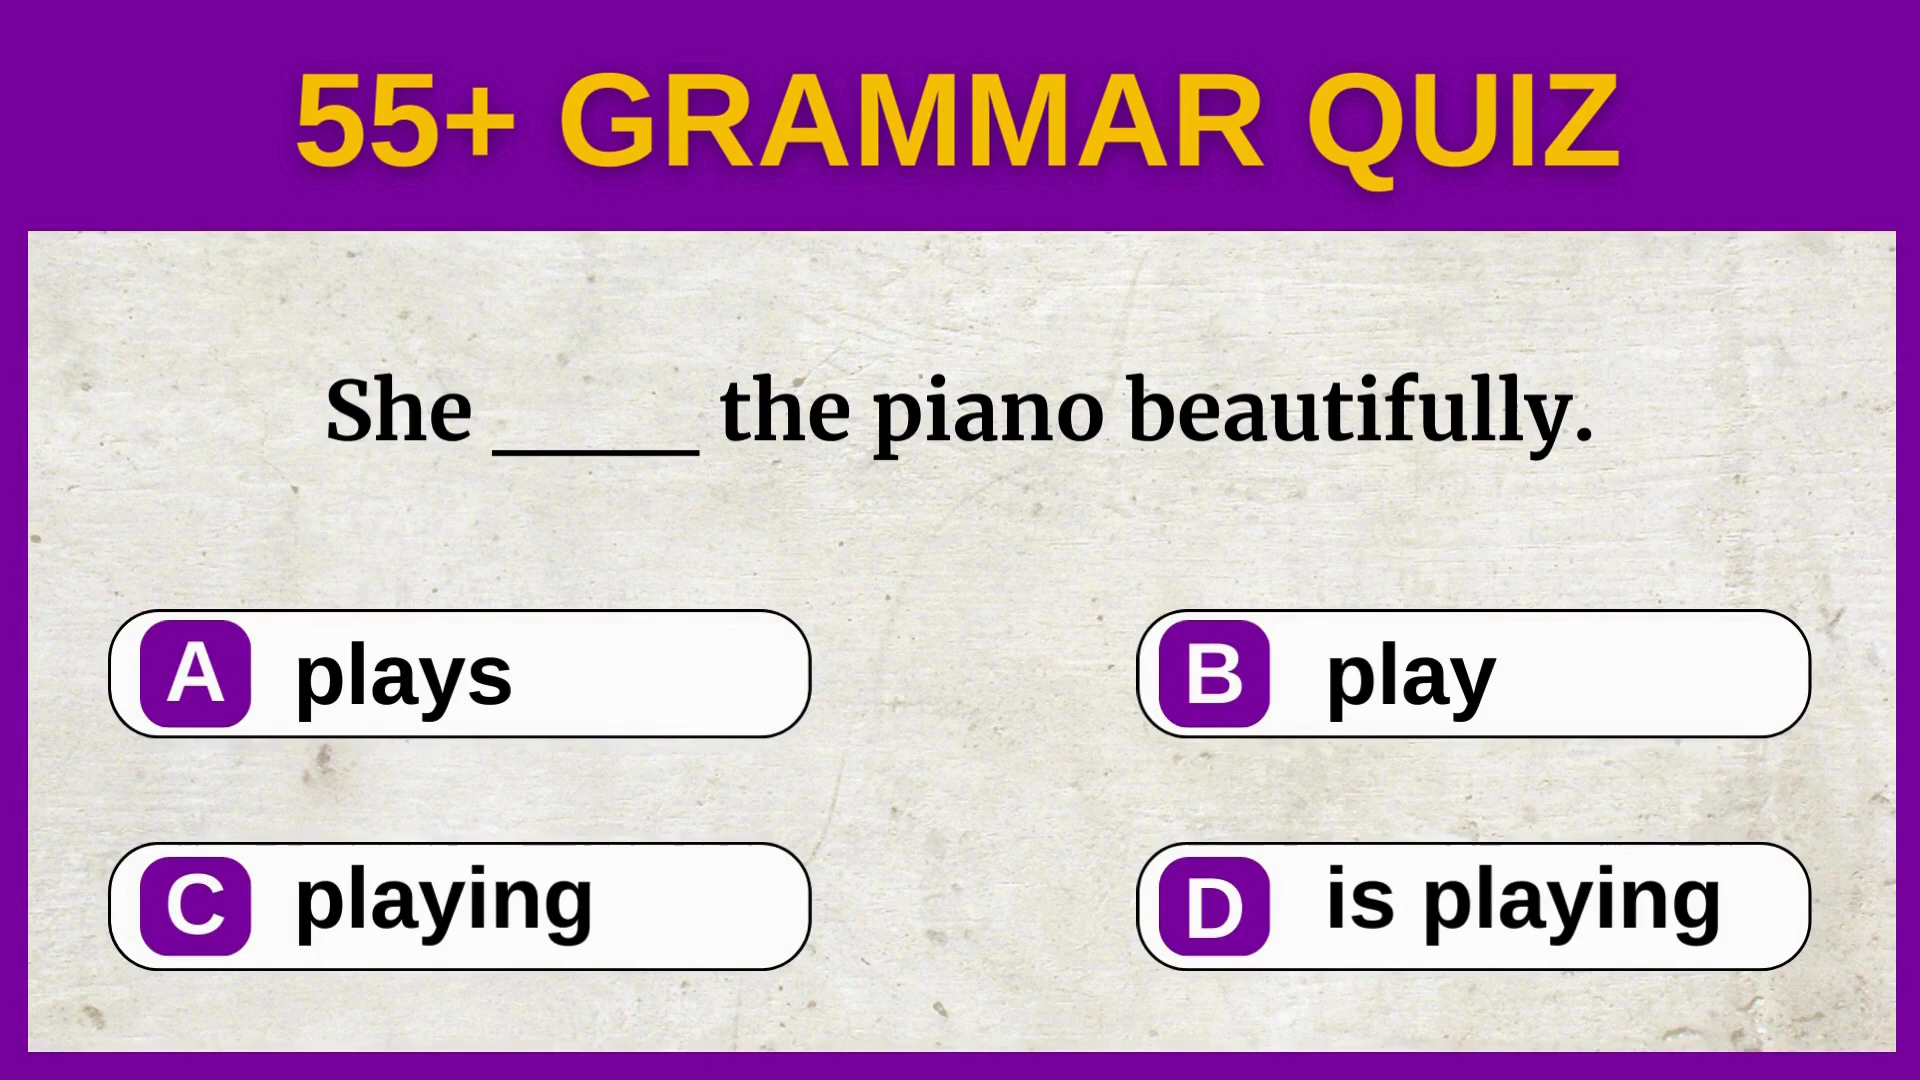 55+ GRAMMAR QUIZ
She _____ the piano beautifully.
A plays
B play
C playing
D is playing